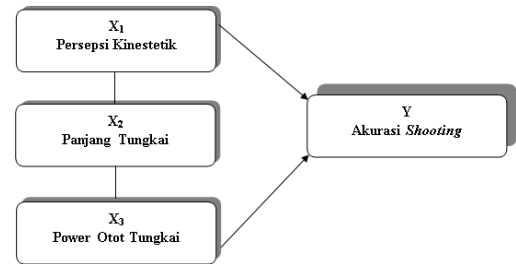 X₁
Persepsi Kinestetik
X₂
Panjang Tungkai
X₃
Power Otot Tungkai
Y
Akurasi Shooting